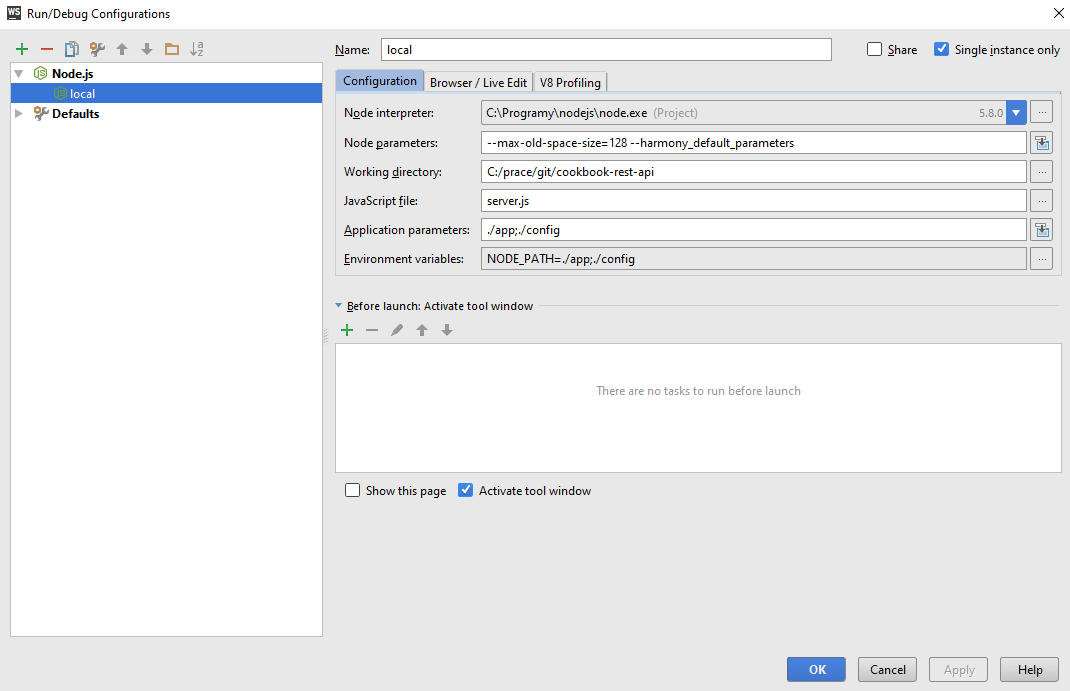 WS Run/Debug Configurations
Name: local Share Single instance only
Node.js
local
Defaults
Configuration Browser / Live Edit V8 Profiling
Node interpreter: C:\Programy\nodejs\node.exe (Project) 5.8.0 ...
Node parameters: --max-old-space-size=128 --harmony_default_parameters
Working directory: C:/prace/git/cookbook-rest-api ...
JavaScript file: server.js ...
Application parameters: ./app;./config
Environment variables: NODE_PATH=./app;./config ...
Before launch: Activate tool window
There are no tasks to run before launch
Show this page Activate tool window
OK Cancel Apply Help